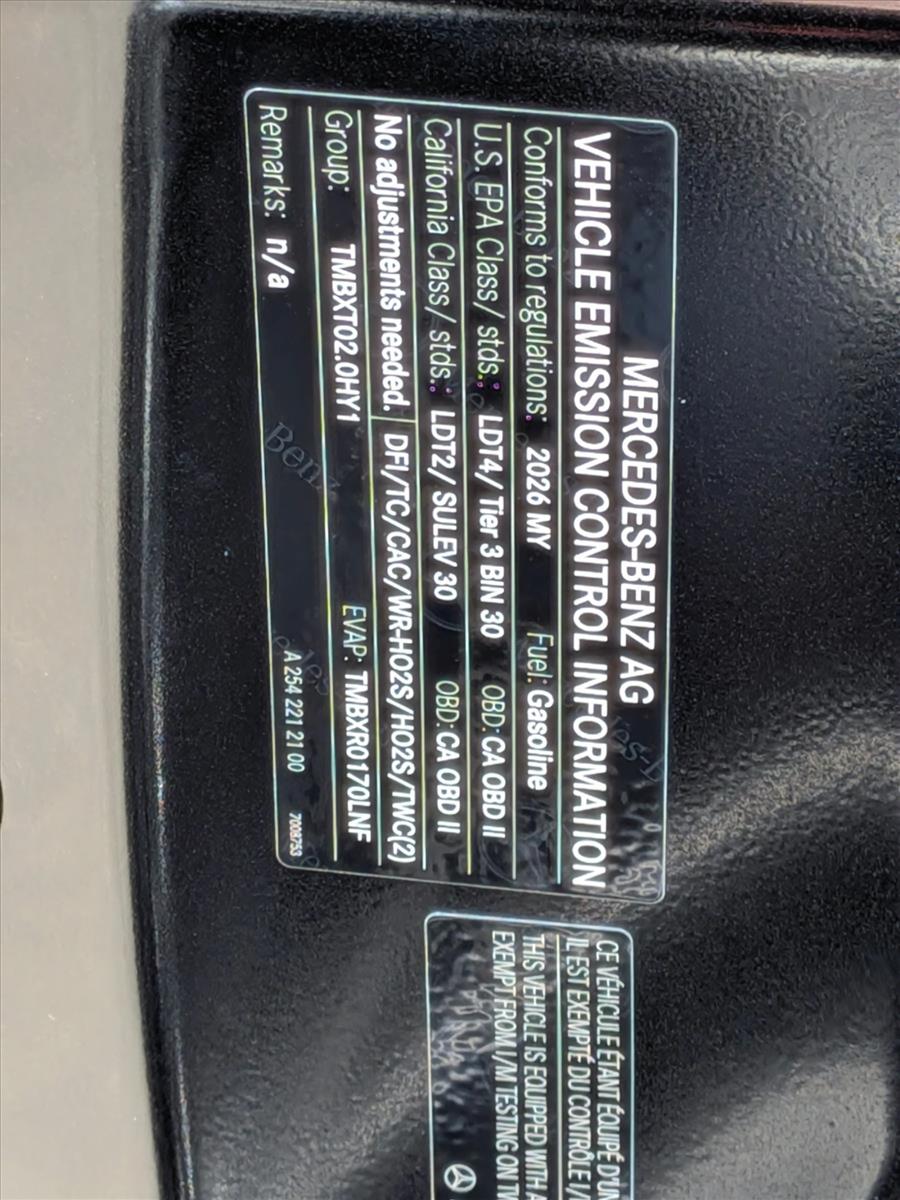 MERCEDES-BENZ AG
VEHICLE EMISSION CONTROL INFORMATION
Conforms to regulations: 2026 MY Fuel: Gasoline
U.S. EPA Class/ stds.: LDT4/ Tier 3 BIN 30 OBD: CA OBD II
California Class/ stds.: LDT2/ SULEV 30 OBD: CA OBD II
No adjustments needed. DFI/TC/CAC/WR-HO2S/HO2S/TWC(2)
Group: TMBXT02.0HY1 EVAP: TMBXR0170LNF
Remarks: n/a
A 254 221 21 00 7008753
CE VÉHICULE ÉTANT ÉQUIPÉ D'UN
IL EST EXEMPTÉ DU CONTRÔLE I/
THIS VEHICLE IS EQUIPPED WITH A
EXEMPT FROM I/M TESTING ON